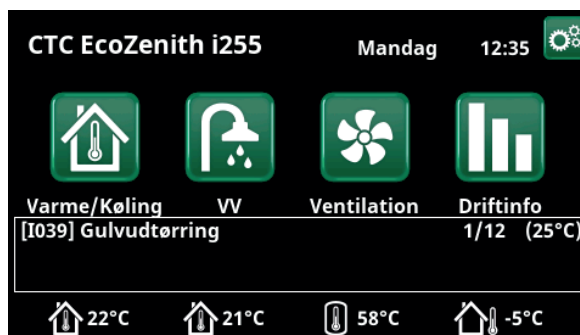 CTC EcoZenith i255 Mandag 12:35
Varme/Køling VV Ventilation Driftinfo
[I039] Gulvudtørring 1/12 (25°C)
22°C 21°C 58°C -5°C